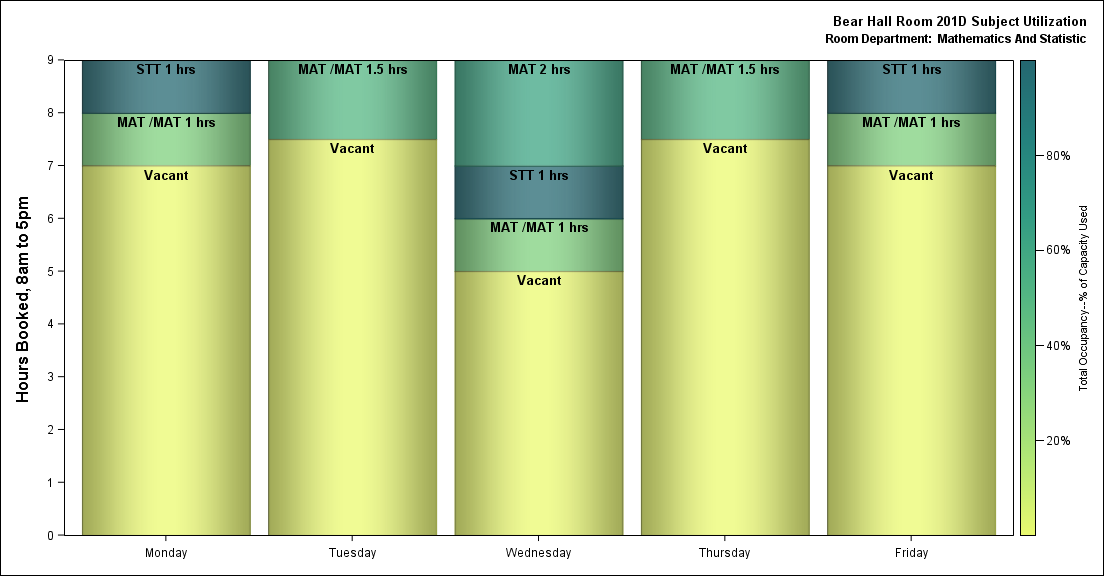 Bear Hall Room 201D Subject Utilization
Room Department: Mathematics And Statistic
Hours Booked, 8am to 5pm
9
8
7
6
5
4
3
2
1
0
STT 1 hrs
MAT /MAT 1 hrs
Vacant
MAT /MAT 1.5 hrs
Vacant
MAT 2 hrs
STT 1 hrs
MAT /MAT 1 hrs
Vacant
MAT /MAT 1.5 hrs
Vacant
STT 1 hrs
MAT /MAT 1 hrs
Vacant
Monday
Tuesday
Wednesday
Thursday
Friday
80%
60%
40%
20%
Total Occupancy--% of Capacity Used